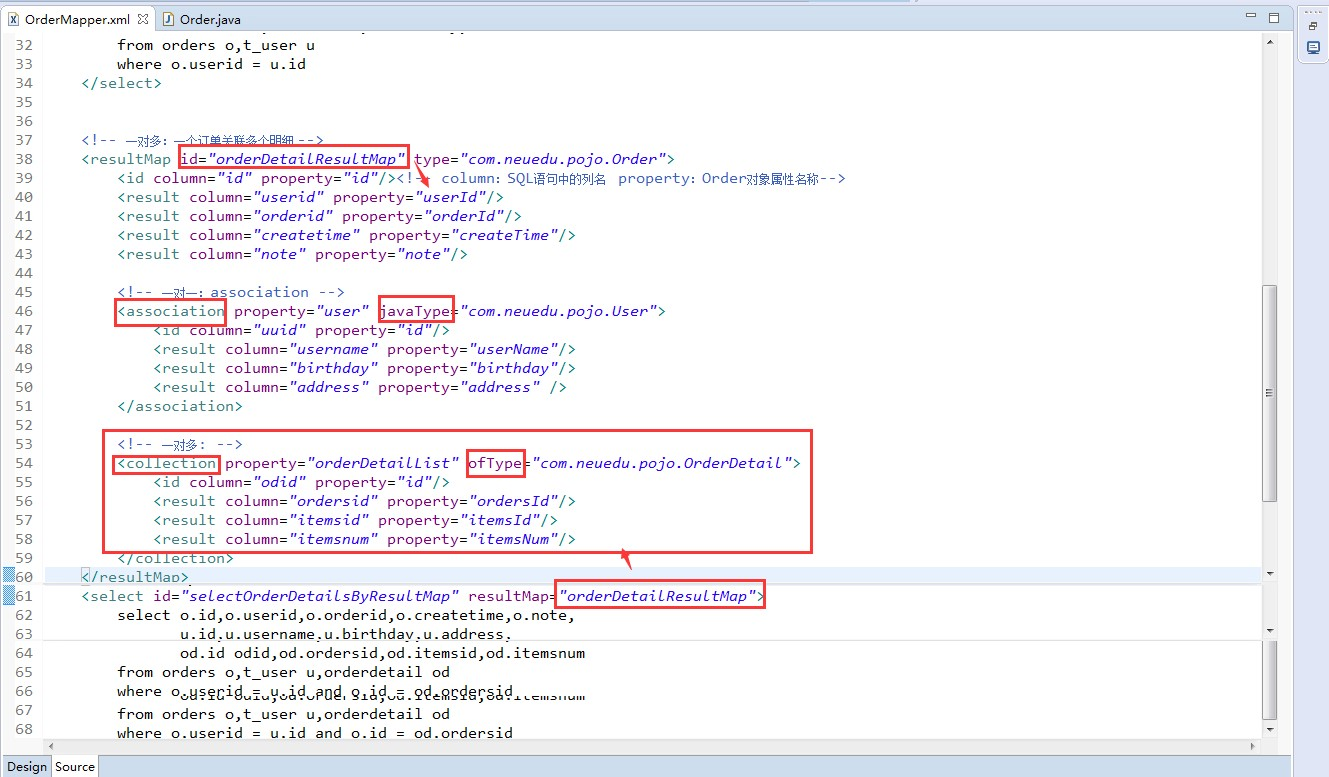 OrderMapper.xml
Order.java
32 from orders o,t_user u
33 where o.userid = u.id
34 </select>
35
36
37 <!-- 一对多：一个订单关联多个明细 -->
38 <resultMap id="orderDetailResultMap" type="com.neuedu.pojo.Order">
39 <id column="id" property="id"/><!-- column：SQL语句中的列名 property：Order对象属性名称-->
40 <result column="userid" property="userId"/>
41 <result column="orderid" property="orderId"/>
42 <result column="createtime" property="createTime"/>
43 <result column="note" property="note"/>
44
45 <!-- 一对一：association -->
46 <association property="user" javaType="com.neuedu.pojo.User">
47 <id column="uuid" property="id"/>
48 <result column="username" property="userName"/>
49 <result column="birthday" property="birthday"/>
50 <result column="address" property="address" />
51 </association>
52
53 <!-- 一对多: -->
54 <collection property="orderDetailList" ofType="com.neuedu.pojo.OrderDetail">
55 <id column="odid" property="id"/>
56 <result column="ordersid" property="ordersId"/>
57 <result column="itemsid" property="itemsId"/>
58 <result column="itemsnum" property="itemsNum"/>
59 </collection>
60 </resultMap>
61 <select id="selectOrderDetailsByResultMap" resultMap="orderDetailResultMap">
62 select o.id,o.userid,o.orderid,o.createtime,o.note,
63 u.id,u.username,u.birthday,u.address,
64 od.id odid,od.ordersid,od.itemsid,od.itemsnum
65 from orders o,t_user u,orderdetail od
66 where o.userid = u.id and o.id = od.ordersid
67 from orders o,t_user u,orderdetail od
68 where o.userid = u.id and o.id = od.ordersid
Design Source